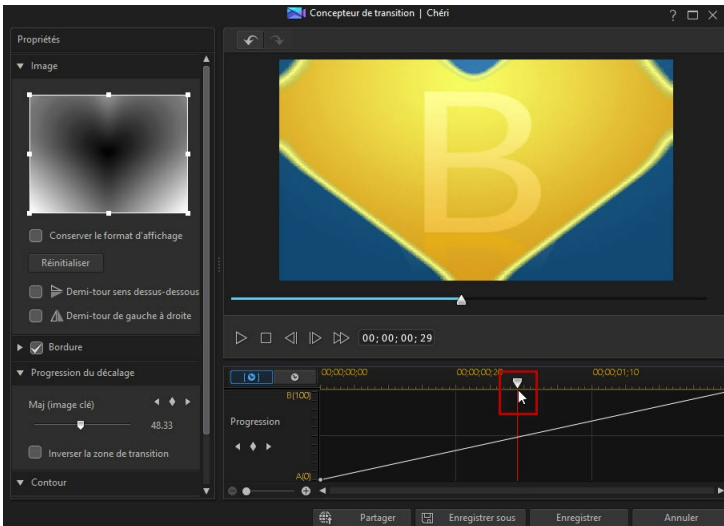 Concepteur de transition | Chéri
Propriétés
Image
Conserver le format d'affichage
Réinitialiser
Demi-tour sens dessus-dessous
Demi-tour de gauche à droite
Bordure
Progression du décalage
Maj (image clé)
48.33
Inverser la zone de transition
Contour
B
00;00;00;29
00;00;00;00
00;00;00;20
00;00;01;10
B(100)
Progression
A(0)
Partager
Enregistrer sous
Enregistrer
Annuler